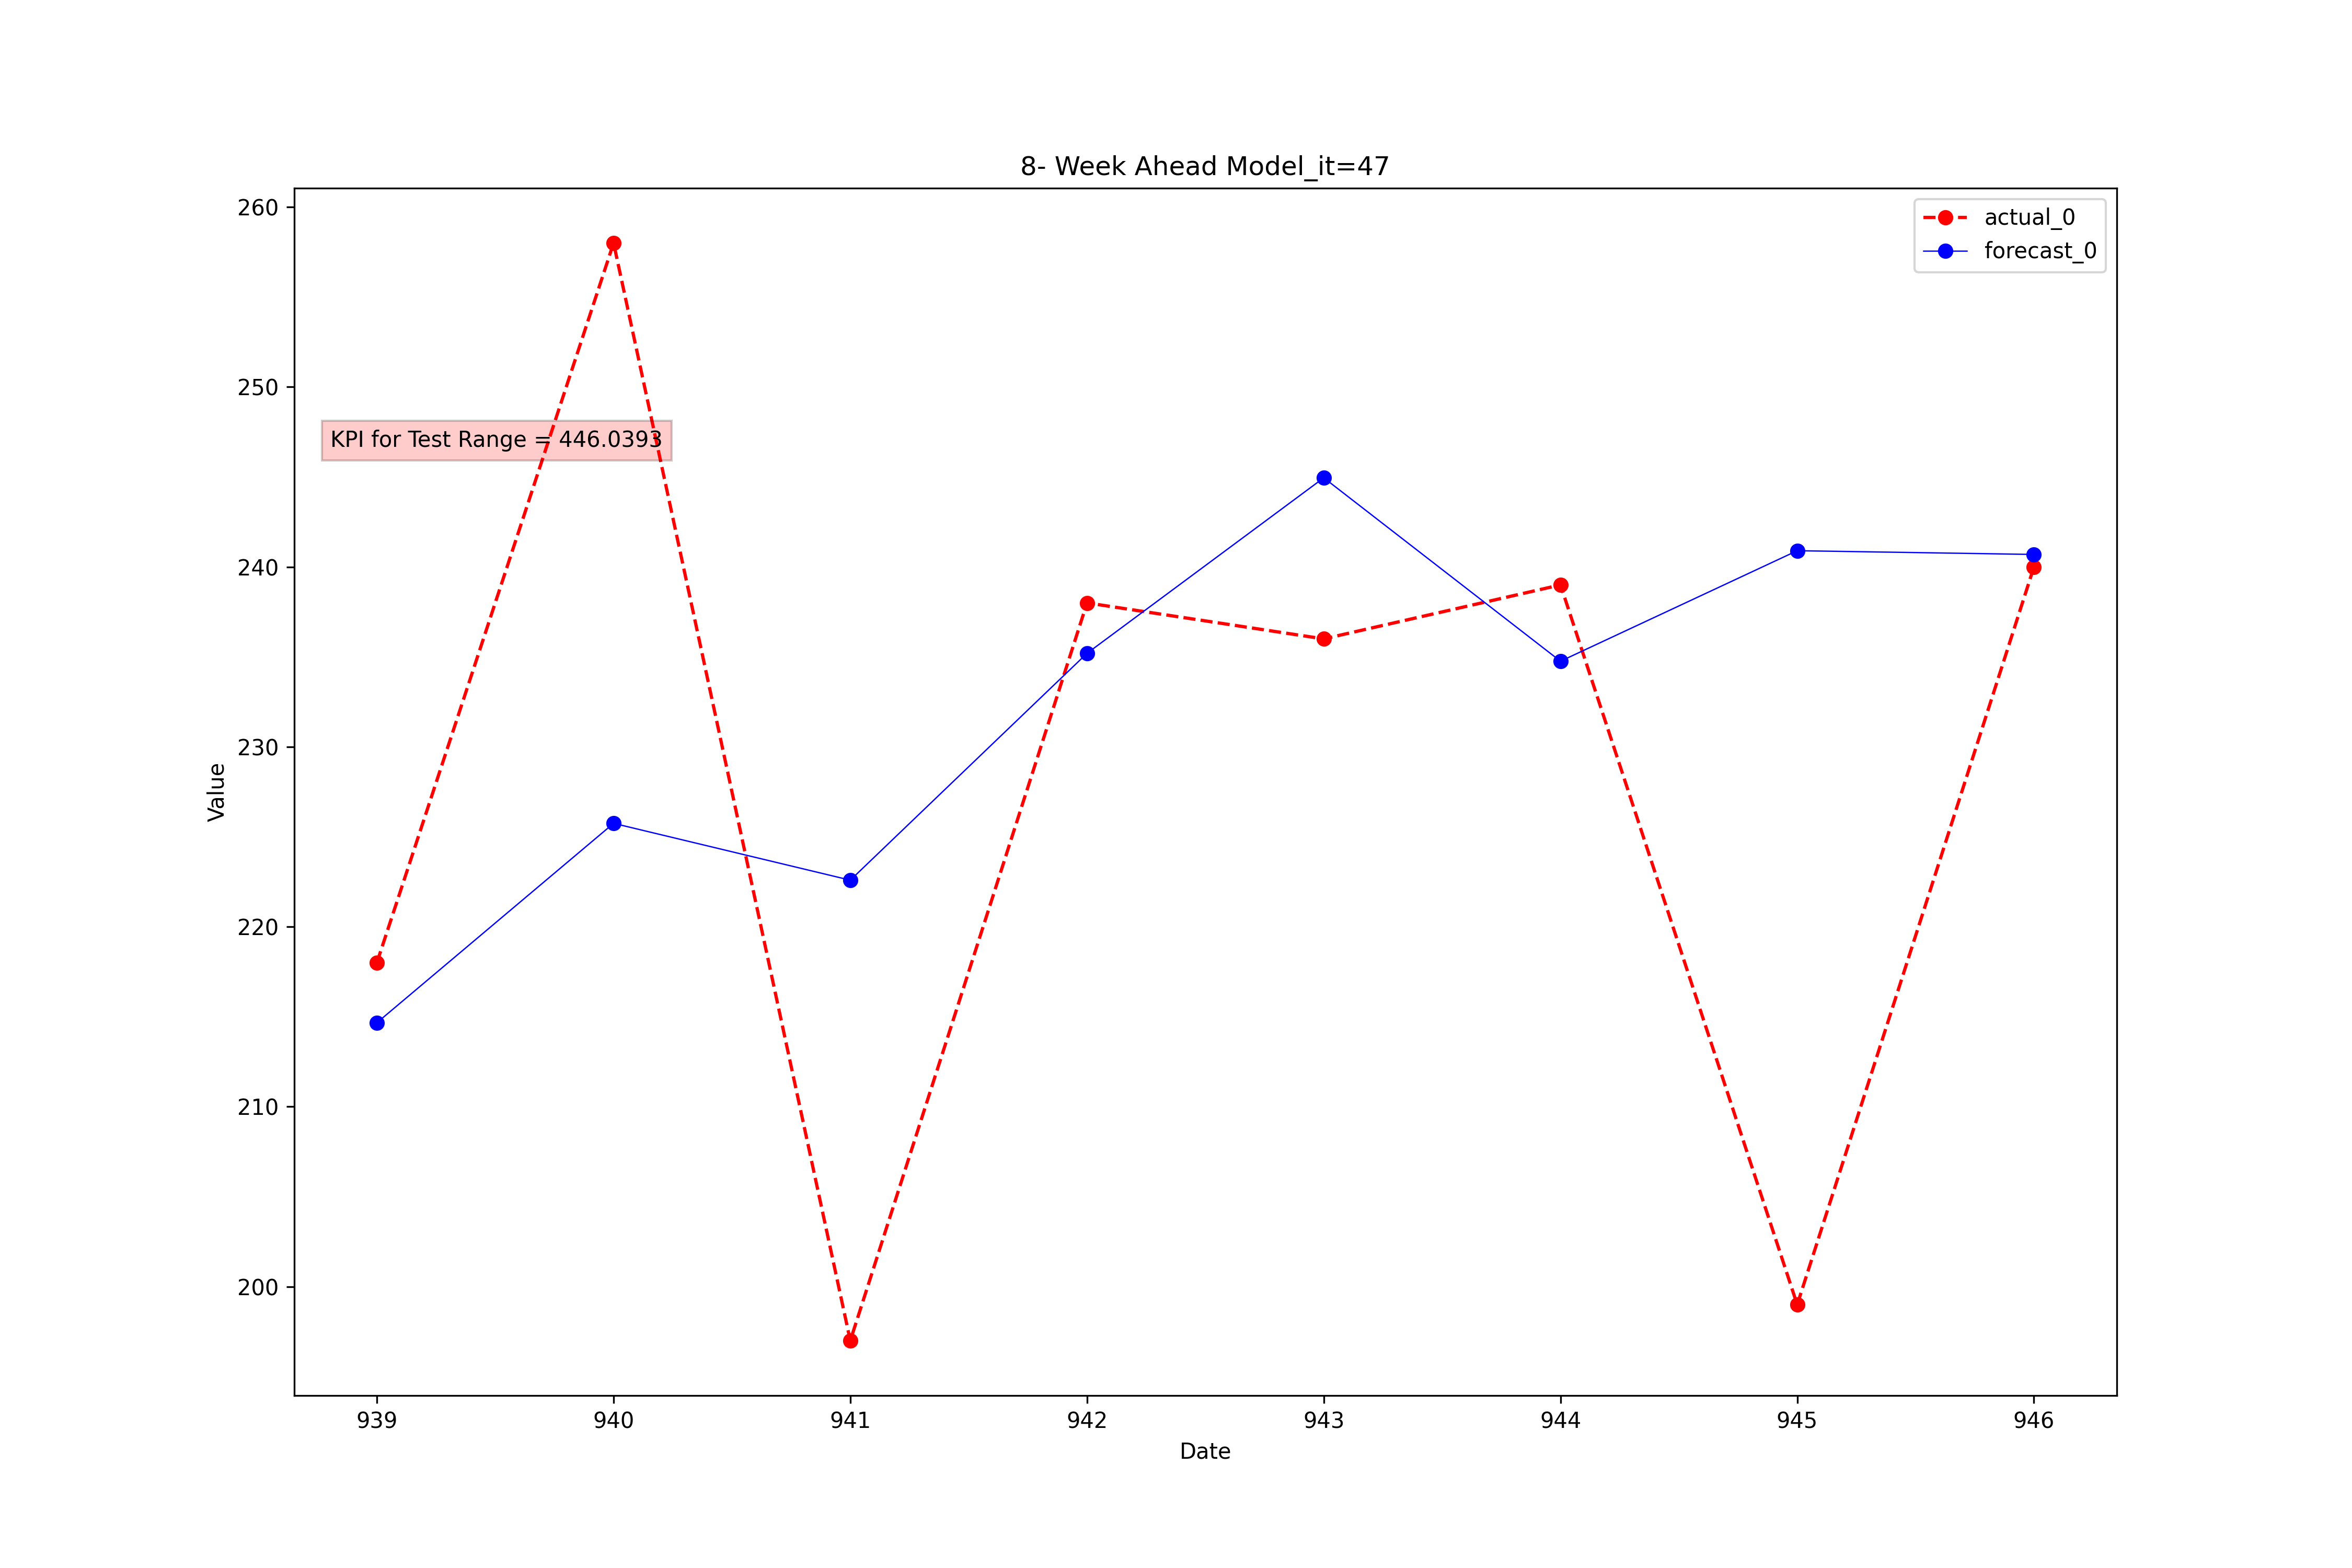 8- Week Ahead Model_it=47
actual_0
forecast_0
KPI for Test Range = 446.0393
260
250
240
230
220
210
200
Value
939 940 941 942 943 944 945 946
Date